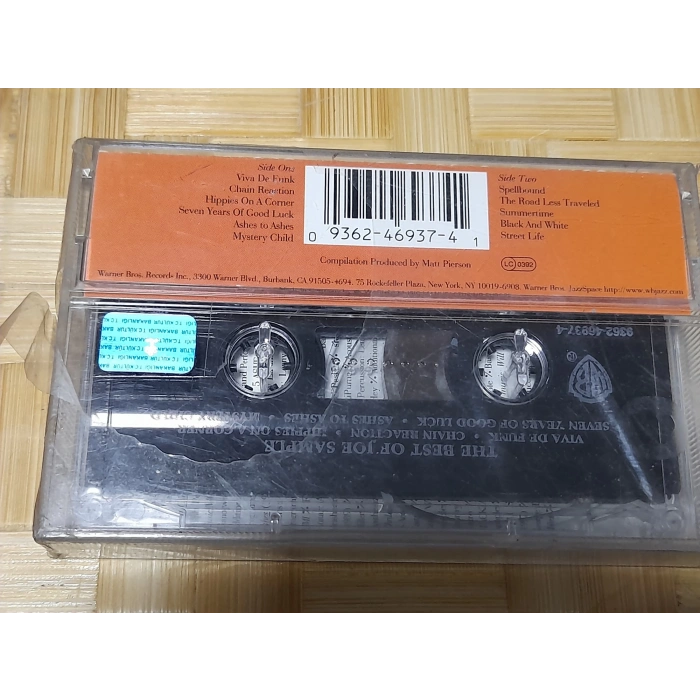 Side One
Viva De Funk
Chain Reaction
Hippies On A Corner
Seven Years Of Good Luck
Ashes to Ashes
Mystery Child
0 9362-46937-4 1
Side Two
Spellbound
The Road Less Traveled
Summertime
Black And White
Street Life
Compilation Produced by Matt Pierson
LC 0392
Warner Bros. Records Inc., 3300 Warner Blvd., Burbank, CA 91505-4694. 75 Rockefeller Plaza, New York, NY 10019-6908. Warner Bros. JazzSpace http://www.wbjazz.com
T.C.KÜLTÜR BAKANLIĞI
9362-46937-4
THE BEST OF JOE SAMPLE
VIVA DE FUNK • CHAIN REACTION • HIPPIES ON A CORNER
SEVEN YEARS OF GOOD LUCK • ASHES TO ASHES • MYSTERY CHILD